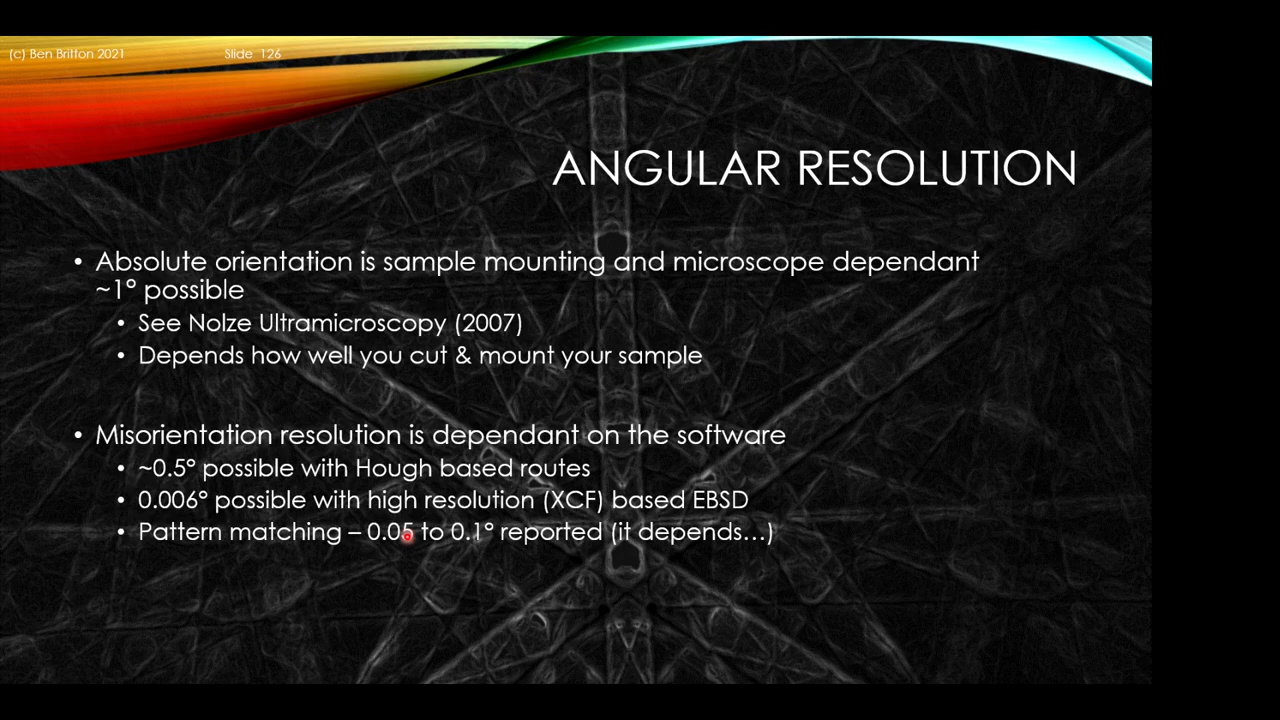 (c) Ben Britton 2021 Slide 126
ANGULAR RESOLUTION
• Absolute orientation is sample mounting and microscope dependant
~1° possible
• See Nolze Ultramicroscopy (2007)
• Depends how well you cut & mount your sample
• Misorientation resolution is dependant on the software
• ~0.5° possible with Hough based routes
• 0.006° possible with high resolution (XCF) based EBSD
• Pattern matching – 0.05 to 0.1° reported (it depends…)